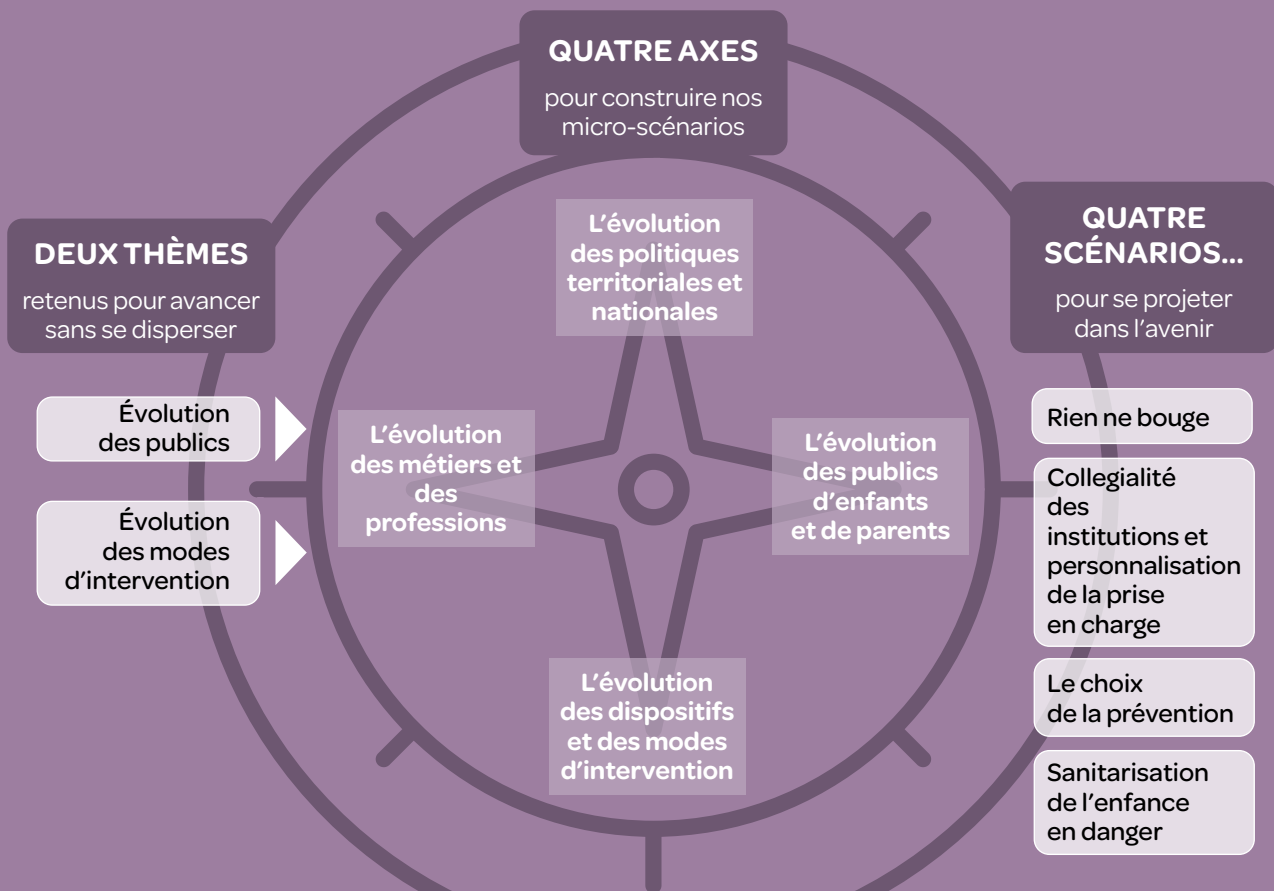 QUATRE AXES
pour construire nos
micro-scénarios
DEUX THÈMES
retenus pour avancer
sans se disperser
Évolution
des publics
Évolution
des modes
d'intervention
L'évolution
des politiques
territoriales et
nationales
L'évolution
des métiers et
des
professions
L'évolution
des publics
d'enfants
et de parents
L'évolution
des dispositifs
et des modes
d'intervention
QUATRE
SCÉNARIOS...
pour se projeter
dans l'avenir
Rien ne bouge
Collegialité
des
institutions et
personnalisation
de la prise
en charge
Le choix
de la prévention
Sanitarisation
de l'enfance
en danger